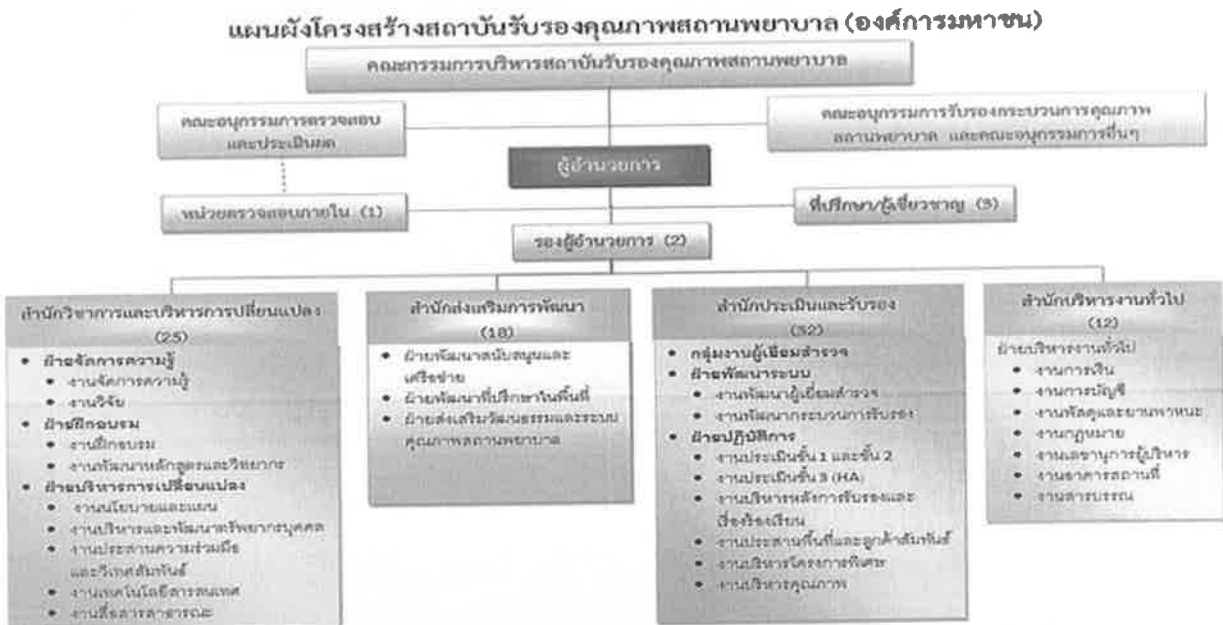 แผนผังโครงสร้างสถาบันรับรองคุณภาพสถานพยาบาล (องค์การมหาชน)
คณะกรรมการบริหารสถาบันรับรองคุณภาพสถานพยาบาล
คณะอนุกรรมการตรวจสอบ
และประเมินผล
คณะอนุกรรมการรับรองกระบวนการคุณภาพ
สถานพยาบาล และคณะอนุกรรมการอื่นๆ
ผู้อำนวยการ
หน่วยตรวจสอบภายใน (1)
ที่ปรึกษา/ผู้เชี่ยวชาญ (3)
รองผู้อำนวยการ (2)
สำนักวิชาการและบริหารการเปลี่ยนแปลง
(25)
• ฝ่ายจัดการความรู้
• งานจัดการความรู้
• งานวิจัย
• ฝ่ายฝึกอบรม
• งานฝึกอบรม
• งานพัฒนาหลักสูตรและวิทยากร
• ฝ่ายบริหารการเปลี่ยนแปลง
• งานนโยบายและแผน
• งานบริหารและพัฒนาทรัพยากรบุคคล
• งานประสานความร่วมมือ
และวิเทศสัมพันธ์
• งานเทคโนโลยีสารสนเทศ
• งานสื่อสารสาธารณะ
สำนักส่งเสริมการพัฒนา
(18)
• ฝ่ายพัฒนาสนับสนุนและ
เครือข่าย
• ฝ่ายพัฒนาที่ปรึกษาในพื้นที่
• ฝ่ายส่งเสริมวัฒนธรรมและระบบ
คุณภาพสถานพยาบาล
สำนักประเมินและรับรอง
(32)
• กลุ่มงานผู้เยี่ยมสำรวจ
• ฝ่ายพัฒนาระบบ
• งานพัฒนาผู้เยี่ยมสำรวจ
• งานพัฒนากระบวนการรับรอง
• ฝ่ายปฏิบัติการ
• งานประเมินขั้น 1 และขั้น 2
• งานประเมินขั้น 3 (HA)
• งานบริหารหลังการรับรองและ
เรื่องร้องเรียน
• งานประสานพื้นที่และลูกค้าสัมพันธ์
• งานบริหารโครงการพิเศษ
• งานบริหารคุณภาพ
สำนักบริหารงานทั่วไป
(12)
ฝ่ายบริหารงานทั่วไป
• งานการเงิน
• งานการบัญชี
• งานพัสดุและยานพาหนะ
• งานกฎหมาย
• งานเลขานุการผู้บริหาร
• งานอาคารสถานที่
• งานสารบรรณ